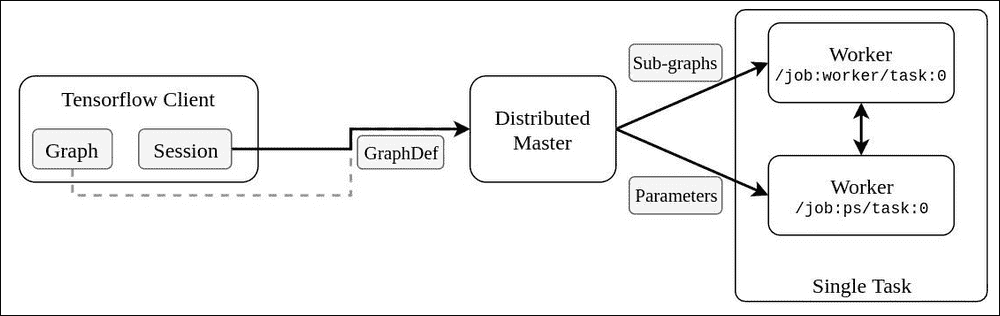 Tensorflow Client
Graph
Session
GraphDef
Distributed
Master
Sub-graphs
Parameters
Worker
/job:worker/task:0
Worker
/job:ps/task:0
Single Task